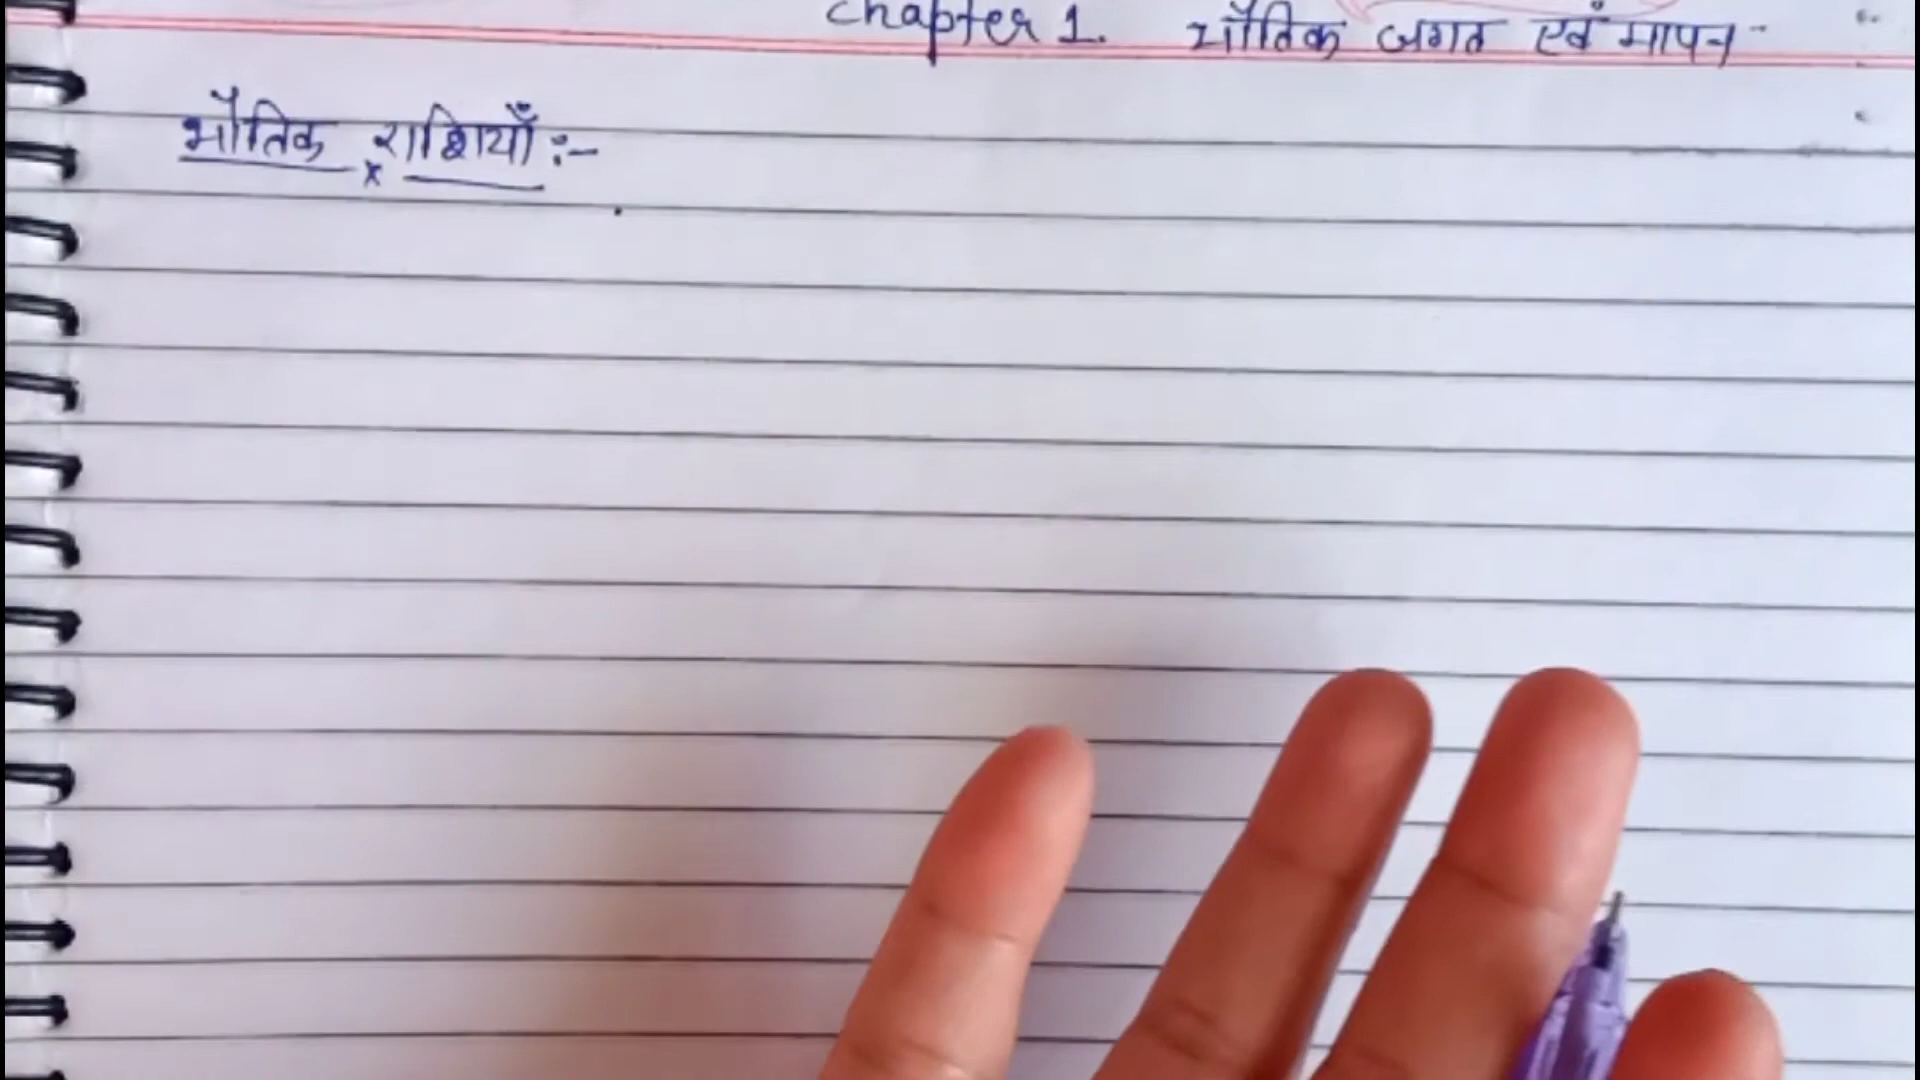 Chapter 1. भौतिक जगत एवं मापन
भौतिक राशियाँ :-